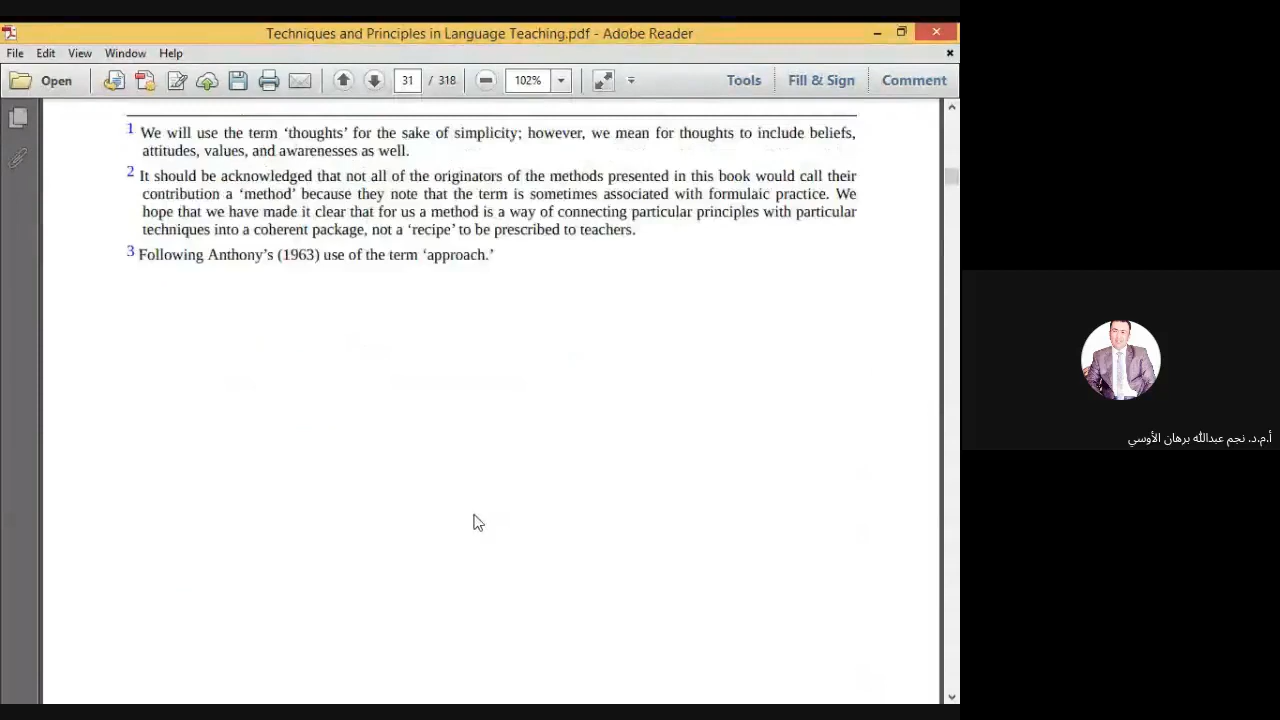 Techniques and Principles in Language Teaching.pdf - Adobe Reader
File Edit View Window Help
Open 31 / 318 102% Tools Fill & Sign Comment
1 We will use the term ‘thoughts’ for the sake of simplicity; however, we mean for thoughts to include beliefs,
attitudes, values, and awarenesses as well.
2 It should be acknowledged that not all of the originators of the methods presented in this book would call their
contribution a ‘method’ because they note that the term is sometimes associated with formulaic practice. We
hope that we have made it clear that for us a method is a way of connecting particular principles with particular
techniques into a coherent package, not a ‘recipe’ to be prescribed to teachers.
3 Following Anthony’s (1963) use of the term ‘approach.’
أ.م.د. نجم عبدالله برهان الأوسي